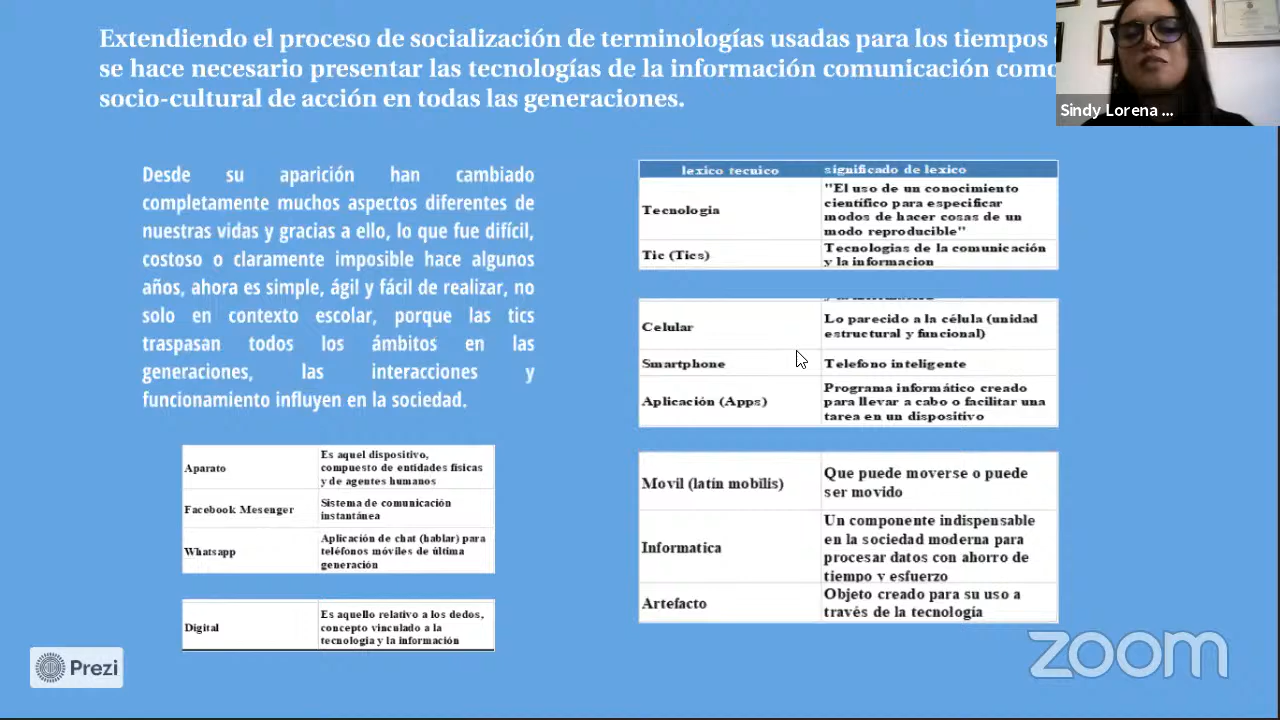 Extendiendo el proceso de socialización de terminologías usadas para los tiempos
se hace necesario presentar las tecnologías de la información comunicación como
socio-cultural de acción en todas las generaciones.
Sindy Lorena ...
Desde su aparición han cambiado
completamente muchos aspectos diferentes de
nuestras vidas y gracias a ello, lo que fue difícil,
costoso o claramente imposible hace algunos
años, ahora es simple, ágil y fácil de realizar, no
solo en contexto escolar, porque las tics
traspasan todos los ámbitos en las
generaciones, las interacciones y
funcionamiento influyen en la sociedad.
Aparato
Es aquel dispositivo,
compuesto de entidades físicas
y de agentes humanos
Facebook Mesenger
Sistema de comunicación
instantánea
Whatsapp
Aplicación de chat (hablar) para
teléfonos móviles de última
generación
Digital
Es aquello relativo a los dedos,
concepto vinculado a la
tecnología y la información
lexico tecnico
significado de lexico
Tecnologia
"El uso de un conocimiento
científico para especificar
modos de hacer cosas de un
modo reproducible"
Tic (Tics)
Tecnologias de la comunicación
y la informacion
Celular
Lo parecido a la célula (unidad
estructural y funcional)
Smartphone
Telefono inteligente
Aplicación (Apps)
Programa informático creado
para llevar a cabo o facilitar una
tarea en un dispositivo
Movil (latín mobilis)
Que puede moverse o puede
ser movido
Informatica
Un componente indispensable
en la sociedad moderna para
procesar datos con ahorro de
tiempo y esfuerzo
Artefacto
Objeto creado para su uso a
través de la tecnología
Prezi
zoom